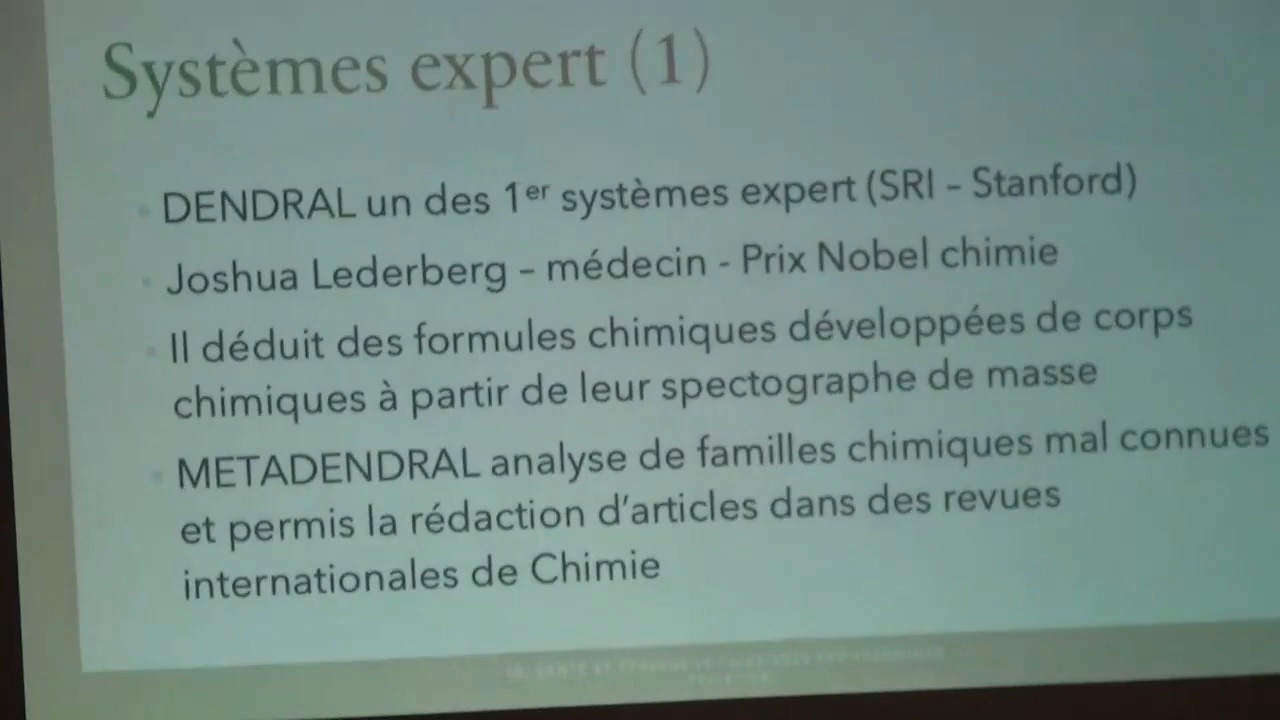 Systèmes expert (1)
DENDRAL un des 1er systèmes expert (SRI – Stanford)
Joshua Lederberg – médecin - Prix Nobel chimie
Il déduit des formules chimiques développées de corps
chimiques à partir de leur spectographe de masse
METADENDRAL analyse de familles chimiques mal connues
et permis la rédaction d'articles dans des revues
internationales de Chimie